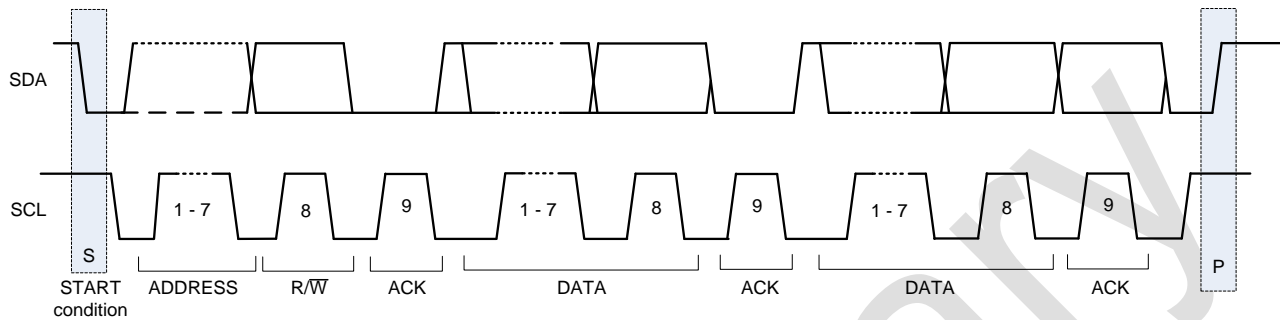 SDA
SCL
1 - 7
8
9
1 - 7
8
9
1 - 7
8
9
S
P
START
condition
ADDRESS
R/W̅
ACK
DATA
ACK
DATA
ACK